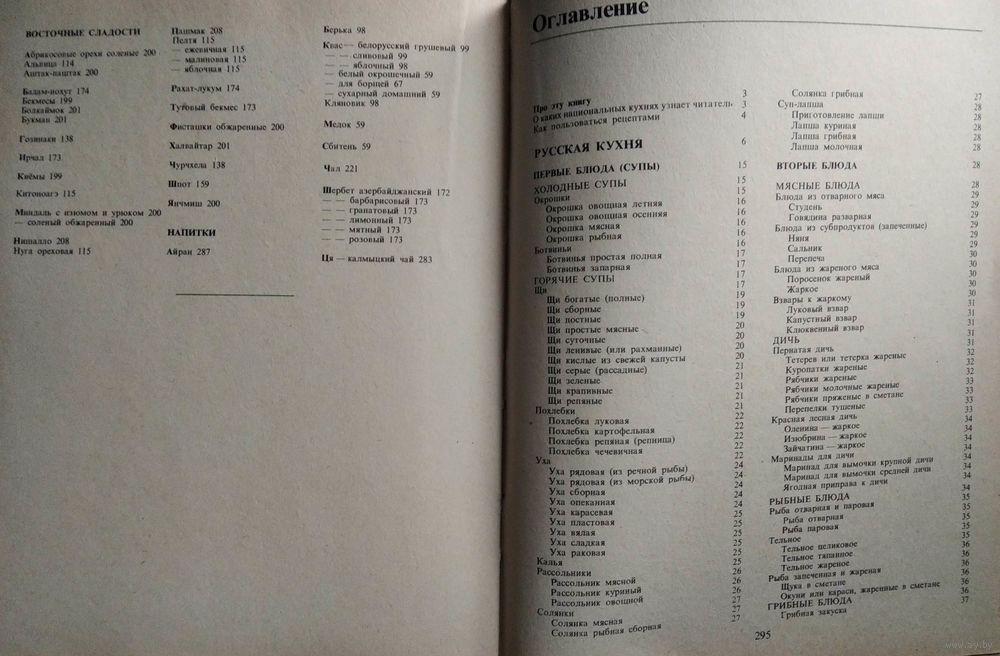 ВОСТОЧНЫЕ СЛАДОСТИ
Абрикосовые орехи соленые 200
Альвица 114
Аштак-паштак 200
Бадам-нохут 174
Бекмесы 199
Болкаймок 201
Букман 201
Гозинаки 138
Ирчал 173
Квёмы 199
Китоноагэ 115
Миндаль с изюмом и урюком 200
— соленый обжаренный 200
Нишалло 208
Нуга ореховая 115
Пашмак 208
Пелтя 115
— ежевичная 115
— малиновая 115
— яблочная 115
Рахат-лукум 174
Тутовый бекмес 173
Фисташки обжаренные 200
Халвайтар 201
Чурчхела 138
Шпот 159
Янчмиш 200
НАПИТКИ
Айран 287
Берька 98
Квас — белорусский грушевый 99
— — сливовый 99
— — яблочный 98
— белый окрошечный 59
— для борщей 67
— сухарный домашний 59
Кляновик 98
Медок 59
Сбитень 59
Чал 221
Шербет азербайджанский 172
— — барбарисовый 173
— — гранатовый 173
— — лимонный 173
— — мятный 173
— — розовый 173
Ця — калмыцкий чай 283
Оглавление
Про эту книгу 3
О каких национальных кухнях узнает читатель 3
Как пользоваться рецептами 4
РУССКАЯ КУХНЯ 6
ПЕРВЫЕ БЛЮДА (СУПЫ) 15
ХОЛОДНЫЕ СУПЫ 15
Окрошки 15
Окрошка овощная летняя 16
Окрошка овощная осенняя 16
Окрошка мясная 16
Окрошка рыбная 16
Ботвиньи 16
Ботвинья простая полная 17
Ботвинья запарная 17
ГОРЯЧИЕ СУПЫ 17
Щи 17
Щи богатые (полные) 19
Щи сборные 19
Щи постные 19
Щи простые мясные 20
Щи суточные 20
Щи ленивые (или рахманные) 20
Щи кислые из свежей капусты 20
Щи серые (рассадные) 21
Щи зеленые 21
Щи крапивные 21
Щи репяные 21
Похлебки 21
Похлебка луковая 22
Похлебка картофельная 22
Похлебка репяная (репница) 22
Похлебка чечевичная 22
Уха 22
Уха рядовая (из речной рыбы) 24
Уха рядовая (из морской рыбы) 24
Уха сборная 24
Уха опеканная 24
Уха карасевая 24
Уха пластовая 25
Уха вялая 25
Уха сладкая 25
Уха раковая 25
Калья 25
Рассольники 26
Рассольник мясной 26
Рассольник куриный 26
Рассольник овощной 27
Солянки 27
Солянка мясная 27
Солянка рыбная сборная
Солянка грибная 27
Суп-лапша 28
Приготовление лапши 28
Лапша куриная 28
Лапша грибная 28
Лапша молочная 28
ВТОРЫЕ БЛЮДА 28
МЯСНЫЕ БЛЮДА 28
Блюда из отварного мяса 29
Студень 29
Говядина разварная 29
Блюда из субпродуктов (запеченные) 29
Няня 29
Сальник 29
Перепеча 30
Блюда из жареного мяса 30
Поросенок жареный 30
Жаркое 30
Взвары к жаркому 30
Луковый взвар 31
Капустный взвар 31
Клюквенный взвар 31
ДИЧЬ 31
Пернатая дичь 31
Тетерев или тетерка жареные 32
Куропатки жареные 32
Рябчики жареные 32
Рябчики молочные жареные 33
Рябчики пряженые в сметане 33
Перепелки тушеные 33
Красная лесная дичь 34
Оленина — жаркое 34
Изюбрина — жаркое 34
Зайчатина — жаркое 34
Маринады для дичи 34
Маринад для вымочки крупной дичи 34
Маринад для вымочки средней дичи 34
Ягодная приправа к дичи 34
РЫБНЫЕ БЛЮДА 35
Рыба отварная и паровая 35
Рыба отварная 35
Рыба паровая 35
Тельное 35
Тельное целиковое 36
Тельное тяпанное 36
Тельное жареное 36
Рыба запеченная и жареная 36
Щука в сметане 36
Окуни или караси, жаренные в сметане 36
ГРИБНЫЕ БЛЮДА 37
Грибная закуска
295
www.ay.by